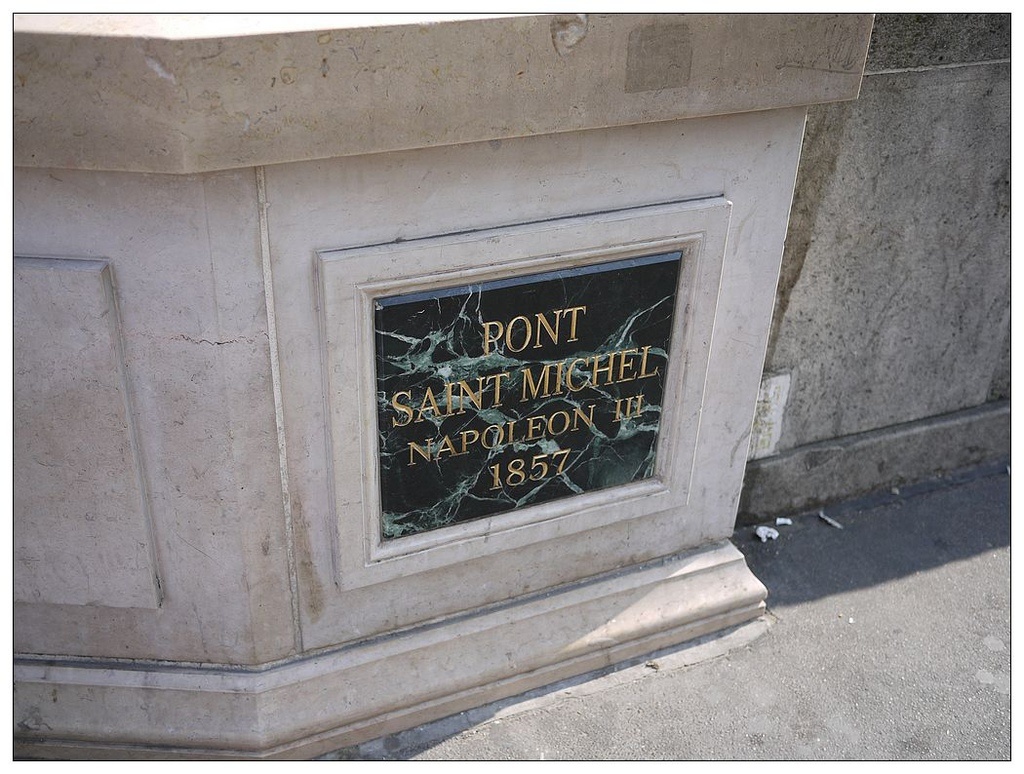 PONT
SAINT MICHEL
NAPOLEON III
1857